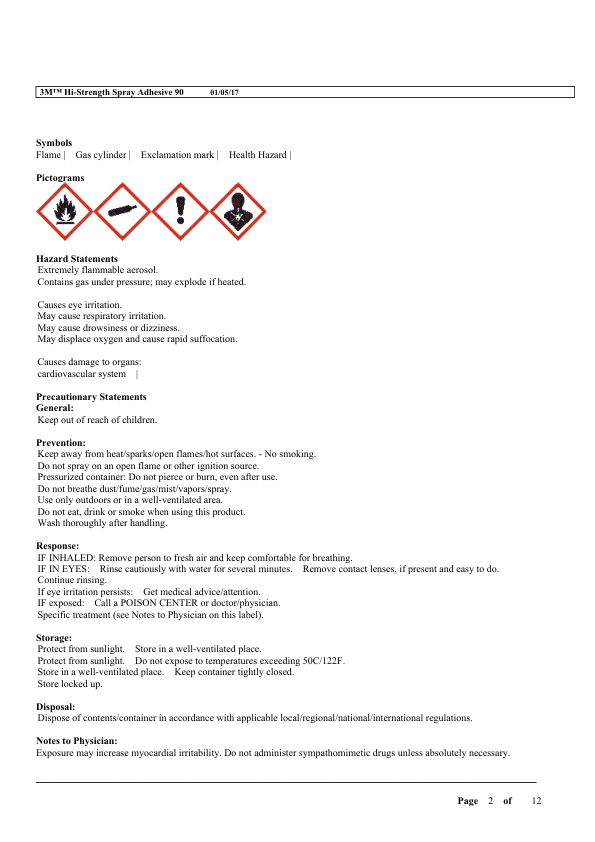 3M™ Hi-Strength Spray Adhesive 90 01/05/17
Symbols
Flame | Gas cylinder | Exclamation mark | Health Hazard |
Pictograms
Hazard Statements
Extremely flammable aerosol.
Contains gas under pressure; may explode if heated.
Causes eye irritation.
May cause respiratory irritation.
May cause drowsiness or dizziness.
May displace oxygen and cause rapid suffocation.
Causes damage to organs:
cardiovascular system |
Precautionary Statements
General:
Keep out of reach of children.
Prevention:
Keep away from heat/sparks/open flames/hot surfaces. - No smoking.
Do not spray on an open flame or other ignition source.
Pressurized container: Do not pierce or burn, even after use.
Do not breathe dust/fume/gas/mist/vapors/spray.
Use only outdoors or in a well-ventilated area.
Do not eat, drink or smoke when using this product.
Wash thoroughly after handling.
Response:
IF INHALED: Remove person to fresh air and keep comfortable for breathing.
IF IN EYES: Rinse cautiously with water for several minutes. Remove contact lenses, if present and easy to do.
Continue rinsing.
If eye irritation persists: Get medical advice/attention.
IF exposed: Call a POISON CENTER or doctor/physician.
Specific treatment (see Notes to Physician on this label).
Storage:
Protect from sunlight. Store in a well-ventilated place.
Protect from sunlight. Do not expose to temperatures exceeding 50C/122F.
Store in a well-ventilated place. Keep container tightly closed.
Store locked up.
Disposal:
Dispose of contents/container in accordance with applicable local/regional/national/international regulations.
Notes to Physician:
Exposure may increase myocardial irritability. Do not administer sympathomimetic drugs unless absolutely necessary.
Page 2 of 12